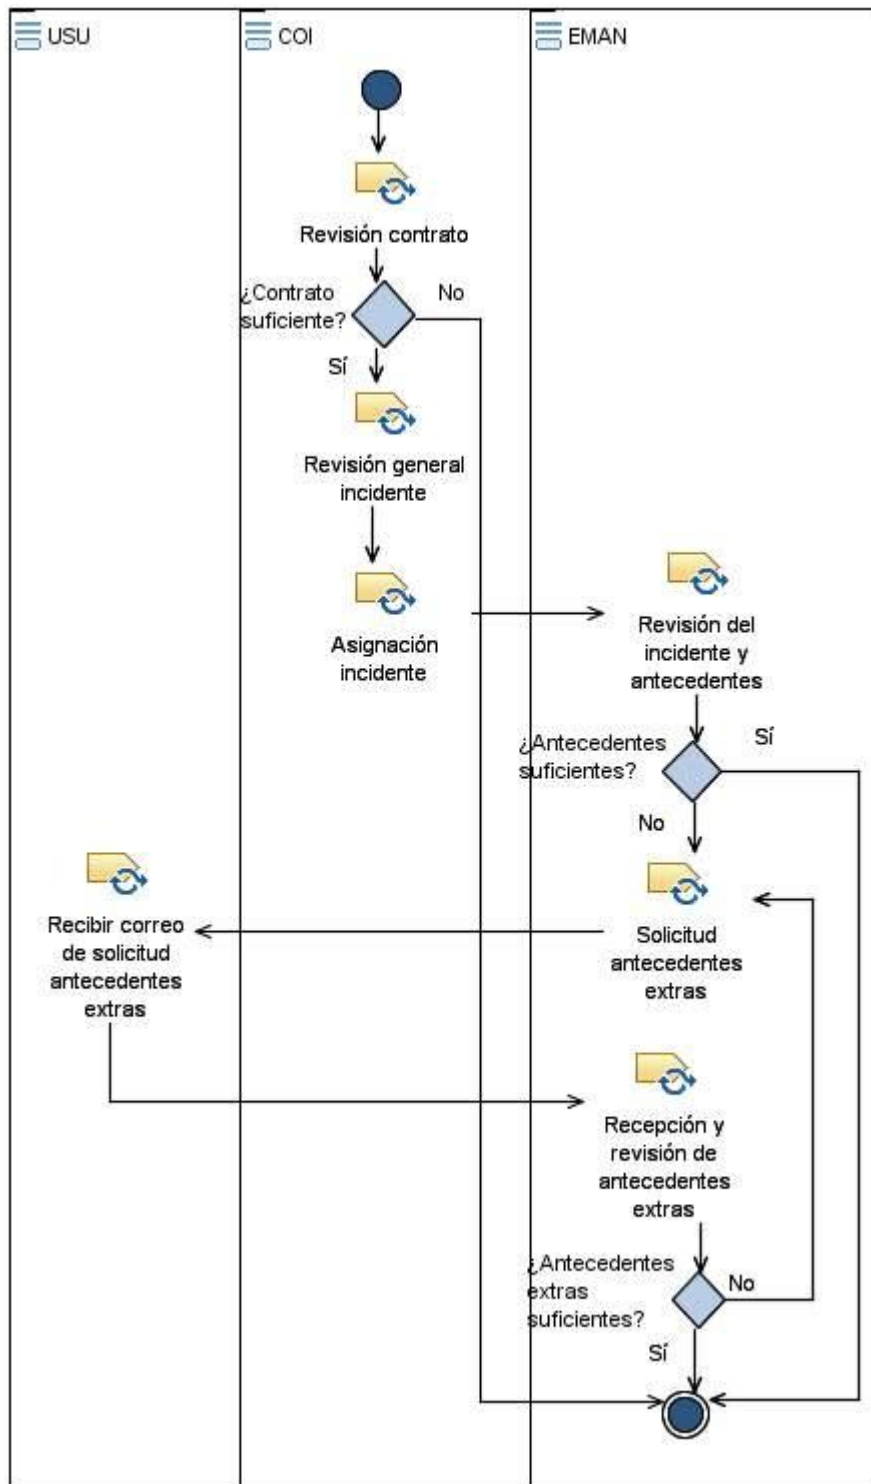 USU
COI
EMAN
Revisión contrato
¿Contrato
suficiente?
No
Sí
Revisión general
incidente
Asignación
incidente
Revisión del
incidente y
antecedentes
¿Antecedentes
suficientes?
Sí
No
Recibir correo
de solicitud
antecedentes
extras
Solicitud
antecedentes
extras
Recepción y
revisión de
antecedentes
extras
¿Antecedentes
extras
suficientes?
No
Sí